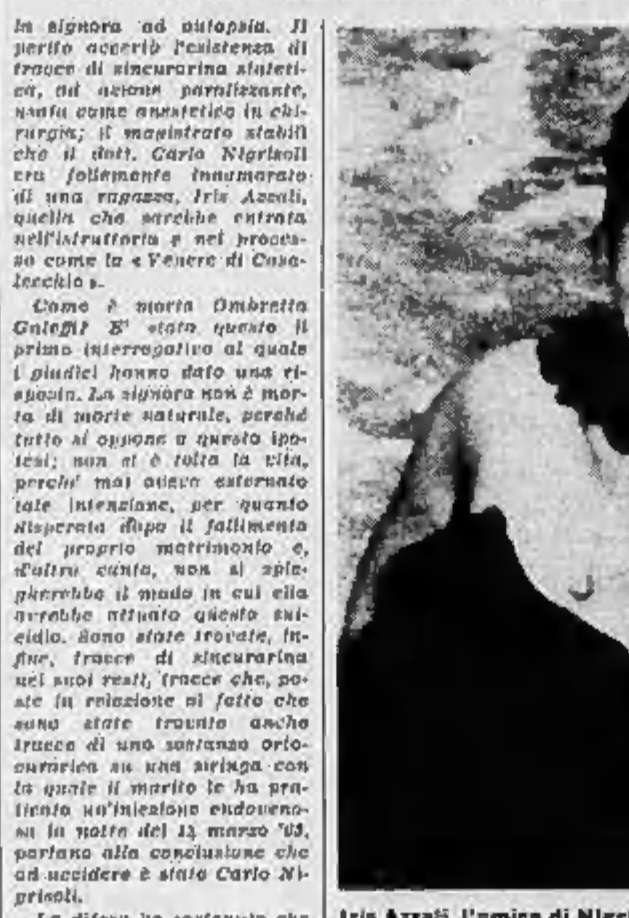 la signora ad autopsia. Il
perito accertò l'esistenza di
tracce di sincurarina sinteti-
ca, ad azione paralizzante,
usata come anestetico in chi-
rurgia; il magistrato stabilì
che il dott. Carlo Nigrisoli
era follemente innamorato
di una ragazza, Iris Azzali,
quella che sarebbe entrata
nell'istruttoria e nel proces-
so come la « Venere di Casa-
lecchio ».
Come è morta Ombretta
Galeffi? E' stato questo il
primo interrogativo al quale
i giudici hanno dato una ri-
sposta. La signora non è mor-
ta di morte naturale, perché
tutto si oppone a questa ipo-
tesi; non si è tolta la vita,
perché mai aveva esternato
tale intenzione, per quanto
disperata dopo il fallimento
del proprio matrimonio e,
d'altro canto, non si spie-
gherebbe il modo in cui ella
avrebbe attuato questo sui-
cidio. Sono state trovate, in-
fine, tracce di sincurarina
nei suoi resti, tracce che, po-
ste in relazione al fatto che
sono state trovate anche
tracce di una sostanza orto-
curarica su una siringa con
la quale il marito le ha pra-
ticato un'iniezione endoveno-
sa la notte del 14 marzo '63,
portano alla conclusione che
ad uccidere è stato Carlo Ni-
grisoli.
La difesa ha sostenuto che
Iris Azzali, l'amica di Nigri